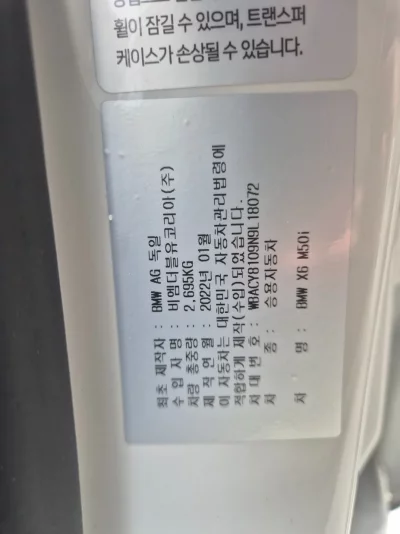 휠이 잠길 수 있으며, 트랜스퍼
케이스가 손상될 수 있습니다.
최초 제작자 : BMW AG 독일
수 입 자 명 : 비엠더블유코리아(주)
차량 총중량 : 2,695KG
제 작 연 월 : 2022년 01월
이 자동차는 대한민국 자동차관리법령에
적합하게 제작(수입)되었습니다.
차 대 번 호 : WBACY8109N9L18072
차 종 : 승용자동차
차 명 : BMW X6 M50i